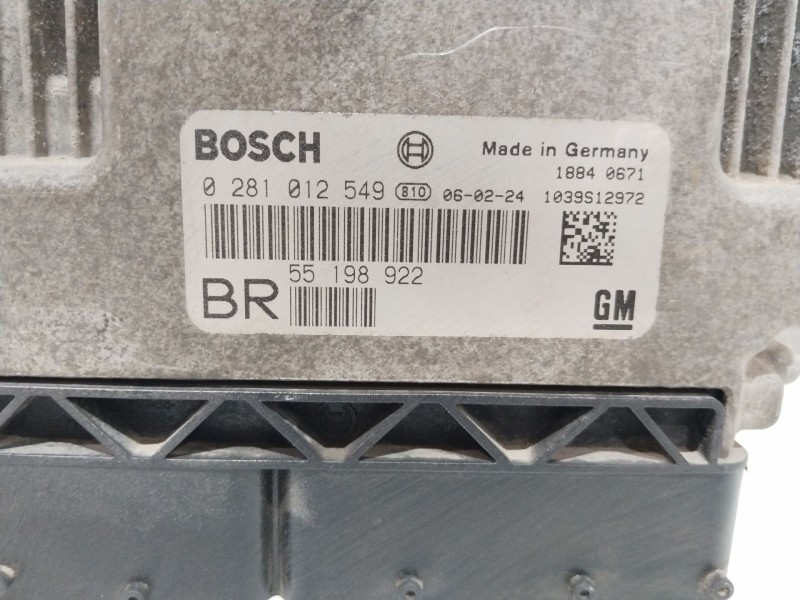 BOSCH
Made in Germany
0 281 012 549 810 06-02-24
1884 0671
1039S12972
55 198 922
BR
GM